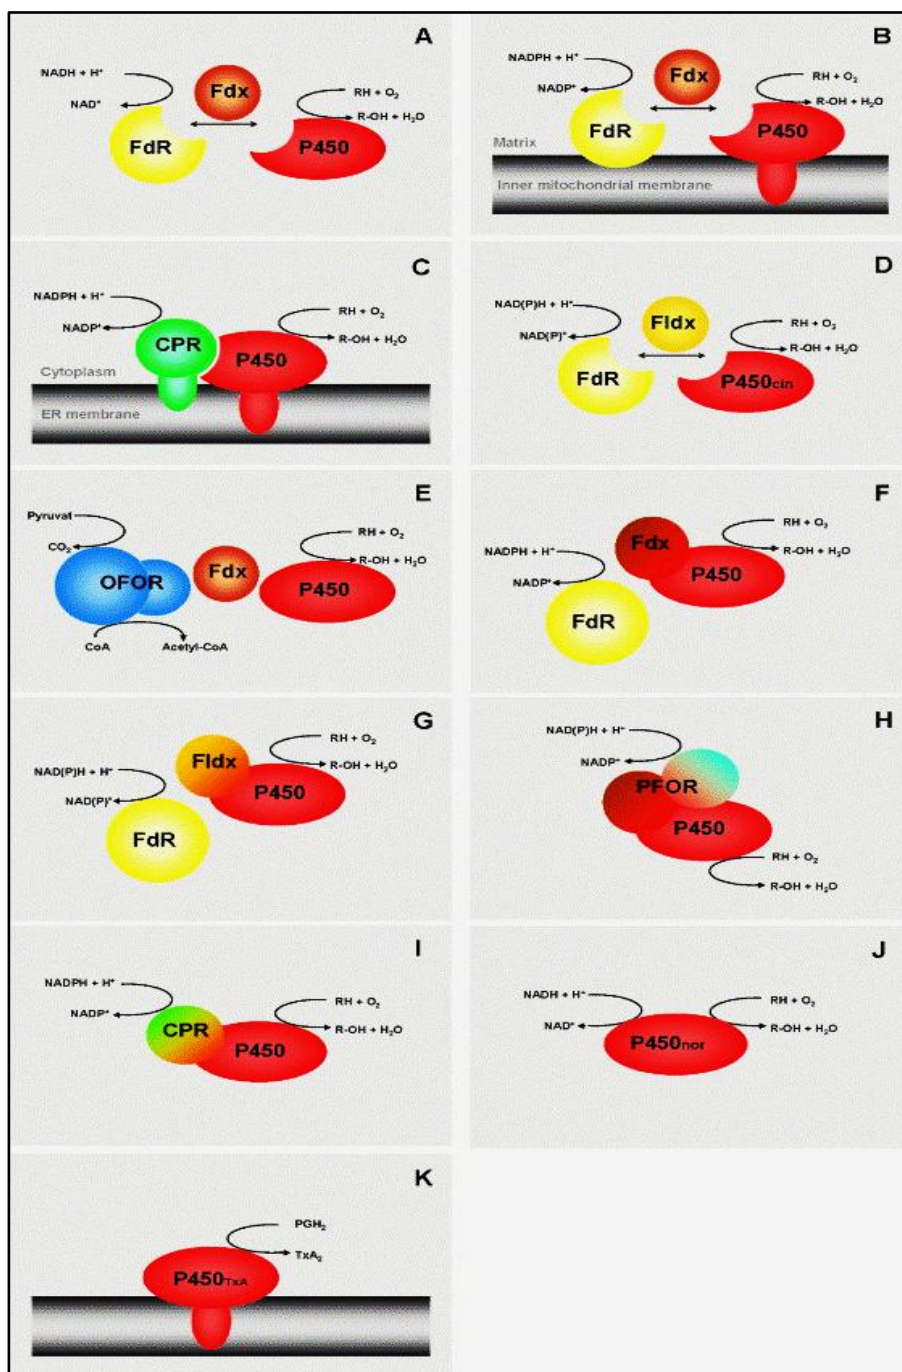 A
NADH + H⁺
NAD⁺
Fdx
FdR
P450
RH + O₂
R-OH + H₂O
B
NADPH + H⁺
NADP⁺
Fdx
FdR
P450
RH + O₂
R-OH + H₂O
Matrix
Inner mitochondrial membrane
C
NADPH + H⁺
NADP⁺
CPR
P450
RH + O₂
R-OH + H₂O
Cytoplasm
ER membrane
D
NAD(P)H + H⁺
NAD(P)⁺
Fldx
FdR
P450cin
RH + O₂
R-OH + H₂O
E
Pyruvat
CO₂
OFOR
Fdx
P450
RH + O₂
R-OH + H₂O
CoA
Acetyl-CoA
F
NADPH + H⁺
NADP⁺
Fdx
P450
FdR
RH + O₂
R-OH + H₂O
G
NAD(P)H + H⁺
NAD(P)⁺
Fldx
P450
FdR
RH + O₂
R-OH + H₂O
H
NAD(P)H + H⁺
NADP⁺
PFOR
P450
RH + O₂
R-OH + H₂O
I
NADPH + H⁺
NADP⁺
CPR
P450
RH + O₂
R-OH + H₂O
J
NADH + H⁺
NAD⁺
P450nor
RH + O₂
R-OH + H₂O
K
PGH₂
TxA₂
P450TxA